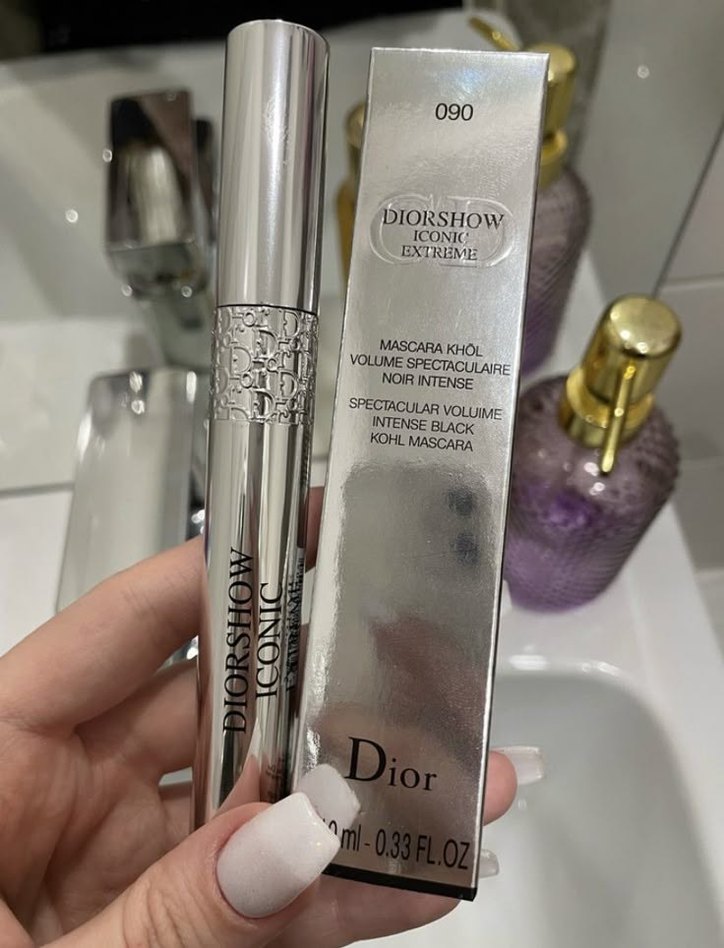 DIORSHOW
ICONIC
090
DIORSHOW
ICONIC
EXTREME
MASCARA KHÔL
VOLUME SPECTACULAIRE
NOIR INTENSE
SPECTACULAR VOLUIME
INTENSE BLACK
KOHL MASCARA
Dior
ml - 0.33 FL.OZ